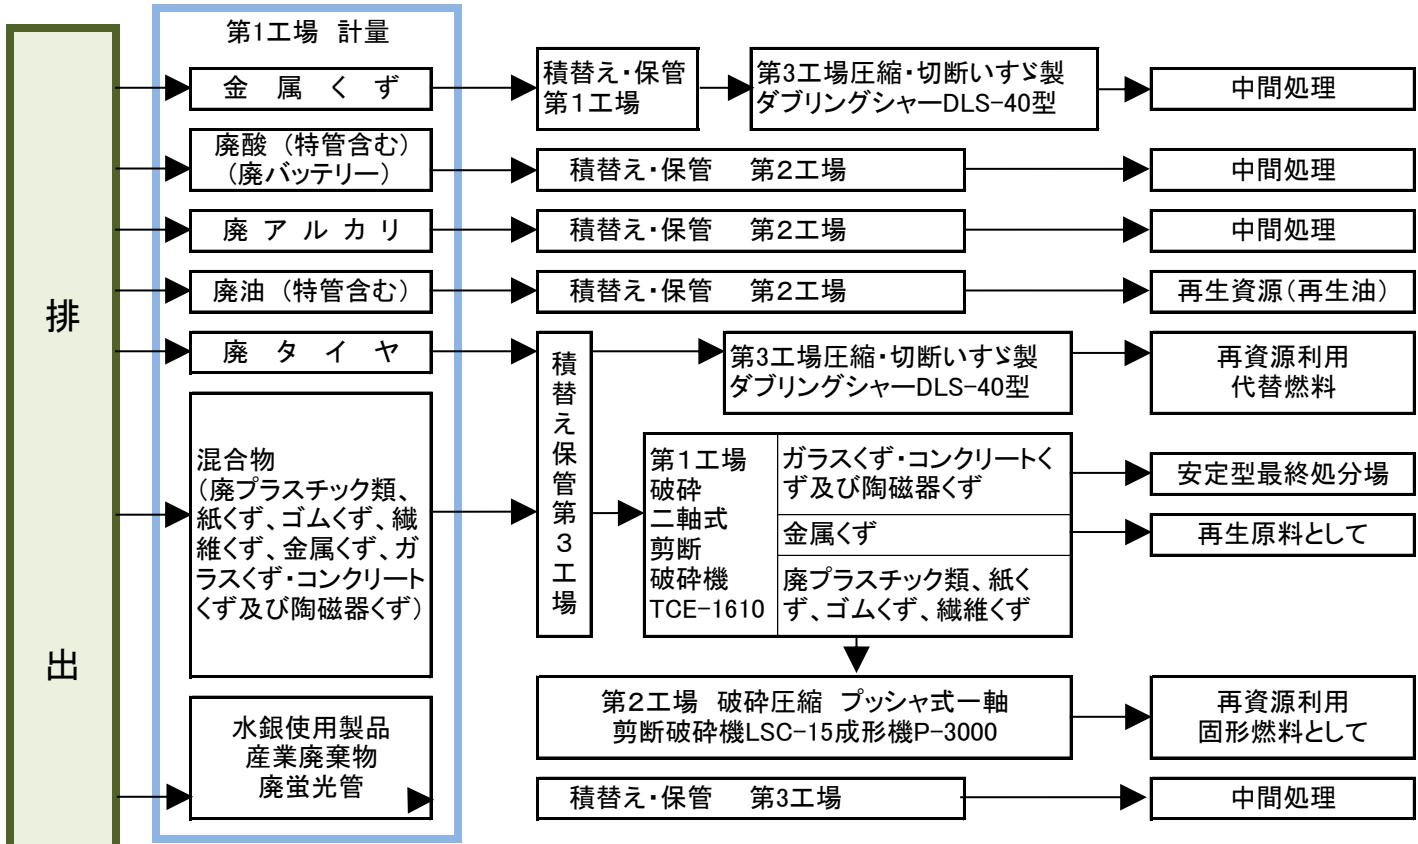 排
出
第1工場 計量
金属くず
積替え・保管
第1工場
第3工場圧縮・切断いすゞ製
ダブリングシャーDLS-40型
中間処理
廃酸（特管含む）
（廃バッテリー）
積替え・保管 第2工場
中間処理
廃アルカリ
積替え・保管 第2工場
中間処理
廃油（特管含む）
積替え・保管 第2工場
再生資源（再生油）
廃タイヤ
積替え保管第3工場
第3工場圧縮・切断いすゞ製
ダブリングシャーDLS-40型
再資源利用
代替燃料
混合物
（廃プラスチック類、
紙くず、ゴムくず、繊
維くず、金属くず、ガ
ラスくず・コンクリート
くず及び陶磁器くず）
第1工場
破砕
二軸式
剪断
破砕機
TCE-1610
ガラスくず・コンクリートく
ず及び陶磁器くず
安定型最終処分場
金属くず
再生原料として
廃プラスチック類、紙く
ず、ゴムくず、繊維くず
第2工場 破砕圧縮 プッシャ式一軸
剪断破砕機LSC-15成形機P-3000
再資源利用
固形燃料として
水銀使用製品
産業廃棄物
廃蛍光管
積替え・保管 第3工場
中間処理